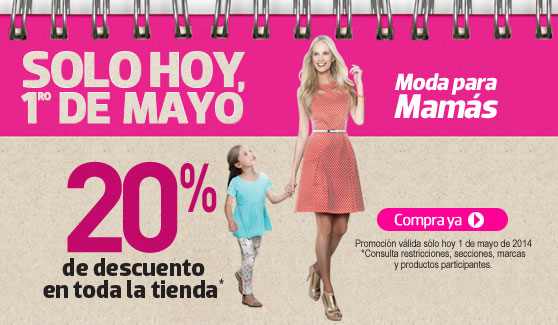 SOLO HOY,
1RO DE MAYO
Moda para
Mamás
20%
de descuento
en toda la tienda*
Compra ya
Promoción válida sólo hoy 1 de mayo de 2014
*Consulta restricciones, secciones, marcas
y productos participantes.